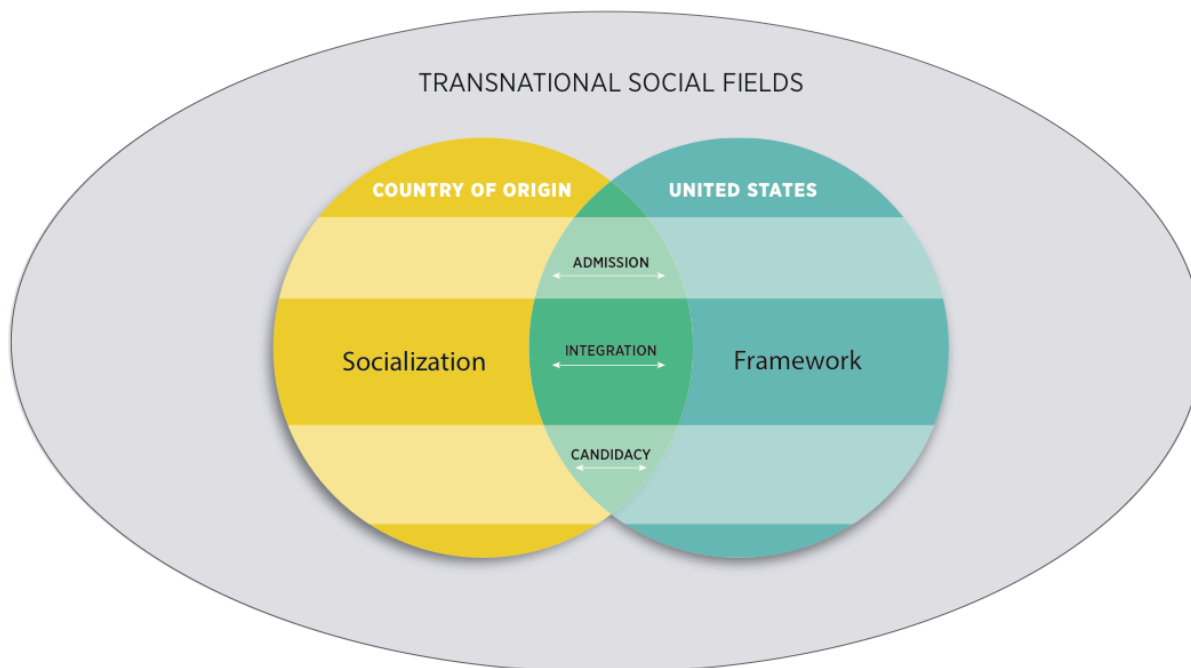 TRANSNATIONAL SOCIAL FIELDS
COUNTRY OF ORIGIN
UNITED STATES
ADMISSION
INTEGRATION
Socialization
Framework
CANDIDACY